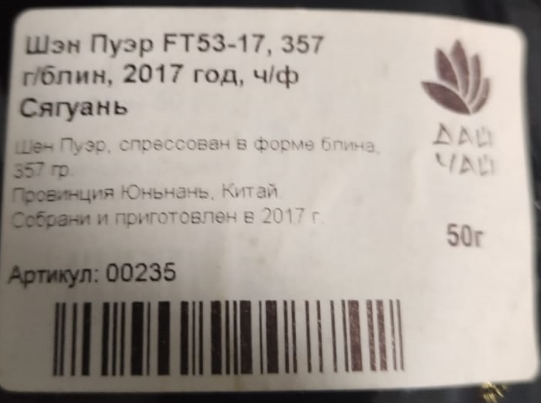 Шэн Пуэр FT53-17, 357
г/блин, 2017 год, ч/ф
Сягуань
Шен Пуэр, спрессован в форме блина,
357 гр.
Провинция Юньнань, Китай.
Собрани и приготовлен в 2017 г.
ДАЙ
ЧАЙ
50г
Артикул: 00235